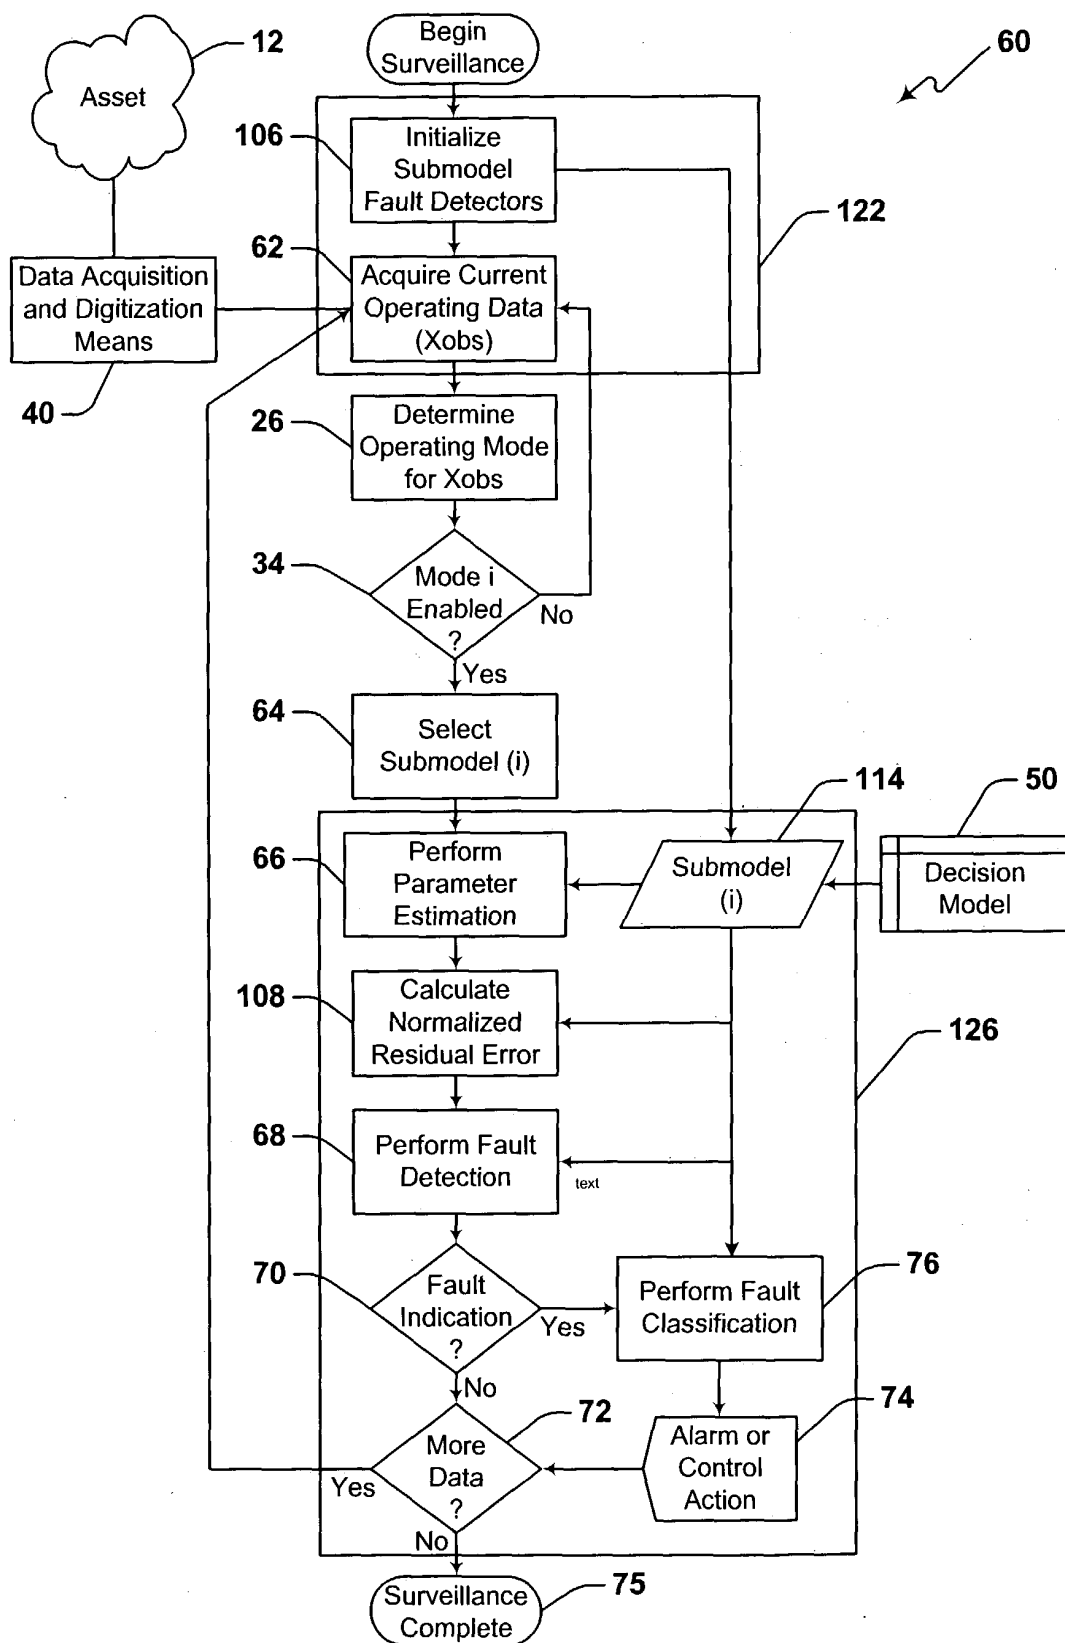 12
Begin
Surveillance
60
Asset
106
Initialize
Submodel
Fault Detectors
122
62
Data Acquisition
and Digitization
Means
Acquire Current
Operating Data
(Xobs)
40
26
Determine
Operating Mode
for Xobs
34
Mode i
Enabled
?
No
Yes
64
Select
Submodel (i)
114
50
66
Perform
Parameter
Estimation
Submodel
(i)
Decision
Model
108
Calculate
Normalized
Residual Error
126
68
Perform Fault
Detection
text
70
Fault
Indication
?
Yes
No
76
Perform Fault
Classification
72
74
More
Data
?
Yes
No
Alarm or
Control
Action
75
Surveillance
Complete